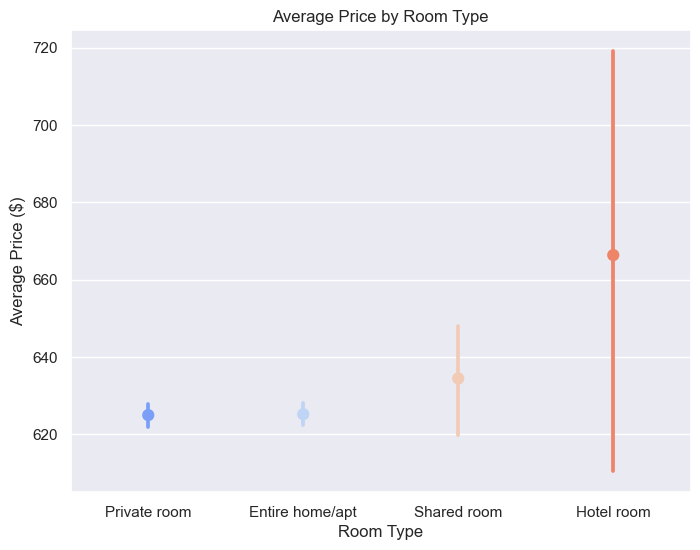 Average Price by Room Type
720
700
680
660
640
620
Average Price ($)
Private room
Entire home/apt
Shared room
Hotel room
Room Type